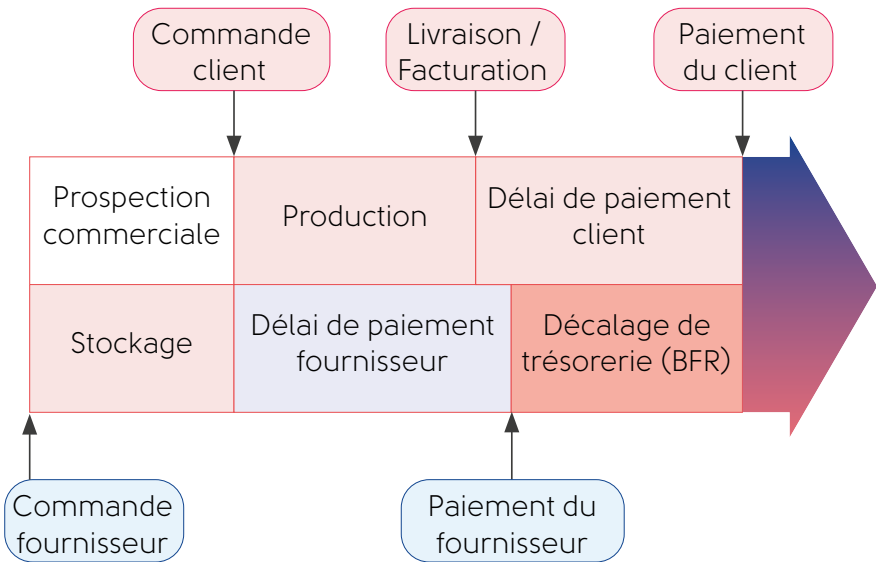 Commande
client
Livraison /
Facturation
Paiement
du client
Prospection
commerciale
Production
Délai de paiement
client
Stockage
Délai de paiement
fournisseur
Décalage de
trésorerie (BFR)
Commande
fournisseur
Paiement du
fournisseur